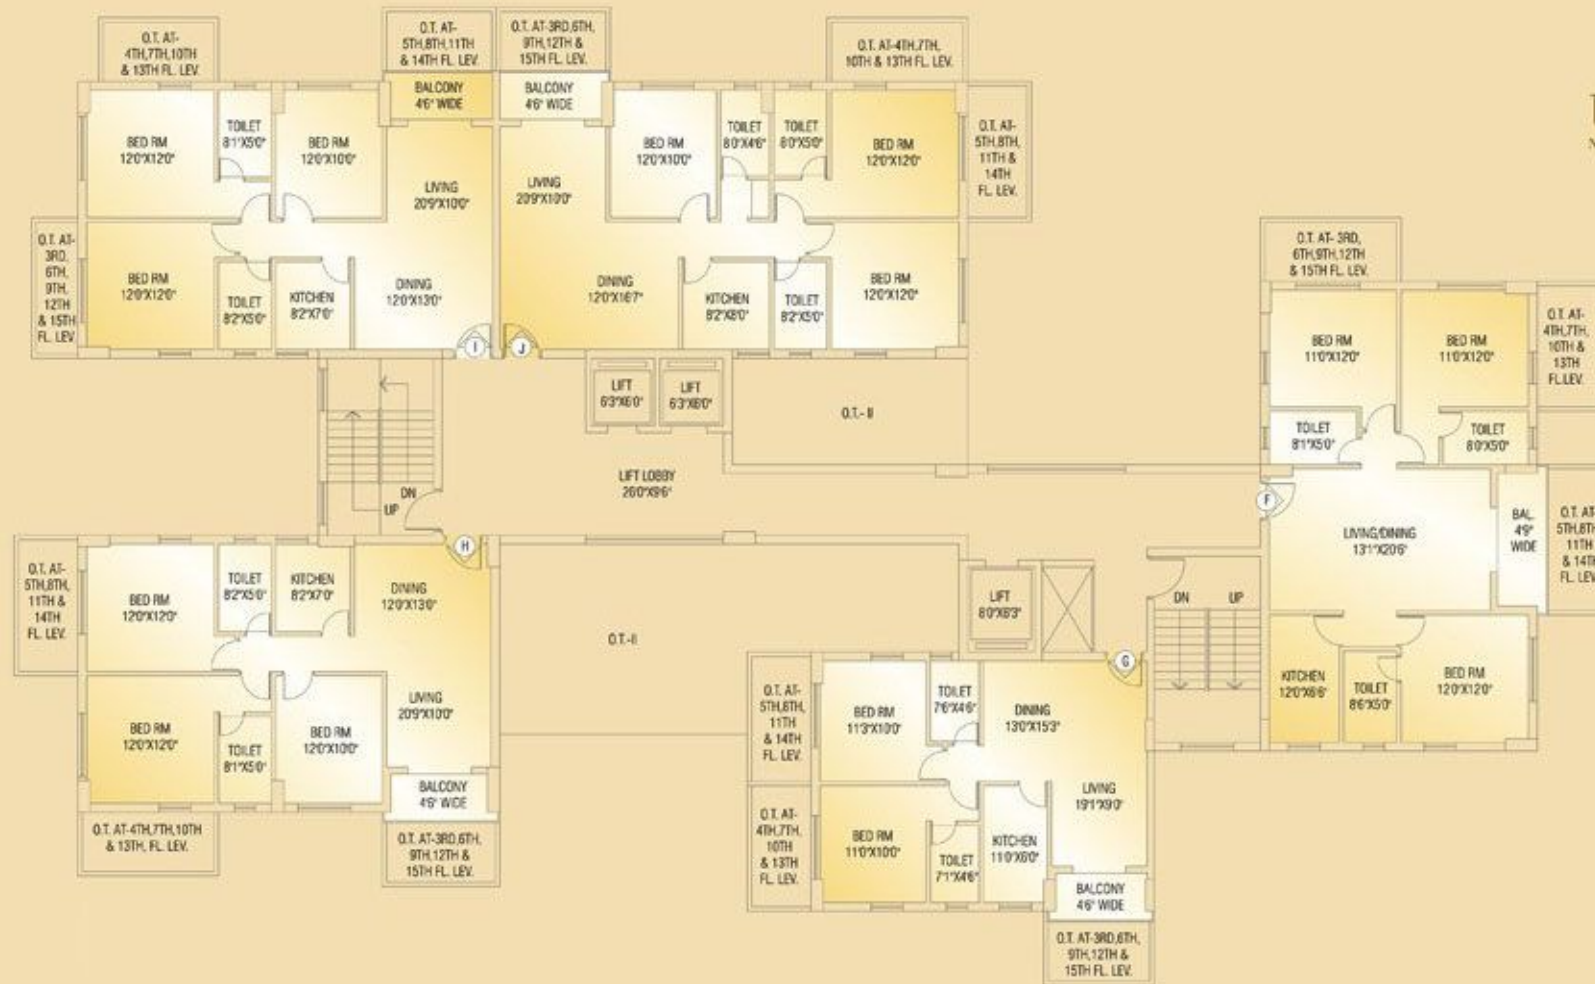 O.T. AT-
4TH,7TH,10TH
& 13TH FL. LEV.
O.T. AT-
5TH,8TH,11TH
& 14TH FL. LEV.
O.T. AT-3RD,6TH,
9TH,12TH &
15TH FL. LEV.
O.T. AT-4TH,7TH,
10TH & 13TH FL. LEV.
BALCONY
4'6" WIDE
BALCONY
4'6" WIDE
BED RM
12'0"X12'0"
TOILET
8'1"X5'0"
BED RM
12'0"X10'0"
LIVING
20'9"X10'0"
LIVING
20'9"X10'0"
BED RM
12'0"X10'0"
TOILET
8'0"X4'6"
TOILET
8'0"X5'0"
BED RM
12'0"X12'0"
O.T. AT-
5TH,8TH,
11TH &
14TH
FL. LEV.
O.T. AT-
3RD,
6TH,
9TH,
12TH
& 15TH
FL. LEV.
BED RM
12'0"X12'0"
TOILET
8'2"X5'0"
KITCHEN
8'2"X7'0"
DINING
12'0"X13'0"
DINING
12'0"X16'7"
KITCHEN
8'2"X8'0"
TOILET
8'2"X5'0"
BED RM
12'0"X12'0"
I
J
LIFT
6'3"X6'0"
LIFT
6'3"X6'0"
O.T.- II
LIFT LOBBY
26'0"X9'6"
DN
UP
H
O.T. AT- 3RD,
6TH,9TH,12TH
& 15TH FL. LEV.
BED RM
11'0"X12'0"
BED RM
11'0"X12'0"
O.T. AT-
4TH,7TH,
10TH &
13TH
FL.LEV.
TOILET
8'1"X5'0"
TOILET
8'0"X5'0"
F
LIVING/DINING
13'1"X20'6"
BAL.
4'9"
WIDE
O.T. AT-
5TH,8TH,
11TH
& 14TH
FL. LEV.
DN
UP
KITCHEN
12'0"X6'6"
TOILET
8'6"X5'0"
BED RM
12'0"X12'0"
O.T. AT-
5TH,8TH,
11TH &
14TH
FL. LEV.
BED RM
12'0"X12'0"
TOILET
8'2"X5'0"
KITCHEN
8'2"X7'0"
DINING
12'0"X13'0"
O.T.-II
LIFT
8'0"X6'3"
G
BED RM
12'0"X12'0"
TOILET
8'1"X5'0"
BED RM
12'0"X10'0"
LIVING
20'9"X10'0"
BALCONY
4'6" WIDE
O.T. AT-4TH,7TH,10TH
& 13TH, FL. LEV.
O.T. AT-3RD,6TH,
9TH,12TH &
15TH FL. LEV.
O.T. AT-
5TH,8TH,
11TH
& 14TH
FL. LEV.
BED RM
11'3"X10'0"
TOILET
7'6"X4'6"
DINING
13'0"X15'3"
LIVING
19'1"X9'0"
O.T. AT-
4TH,7TH,
10TH
& 13TH
FL. LEV.
BED RM
11'0"X10'0"
TOILET
7'1"X4'6"
KITCHEN
11'0"X6'0"
BALCONY
4'6" WIDE
O.T. AT-3RD,6TH,
9TH,12TH &
15TH FL. LEV.